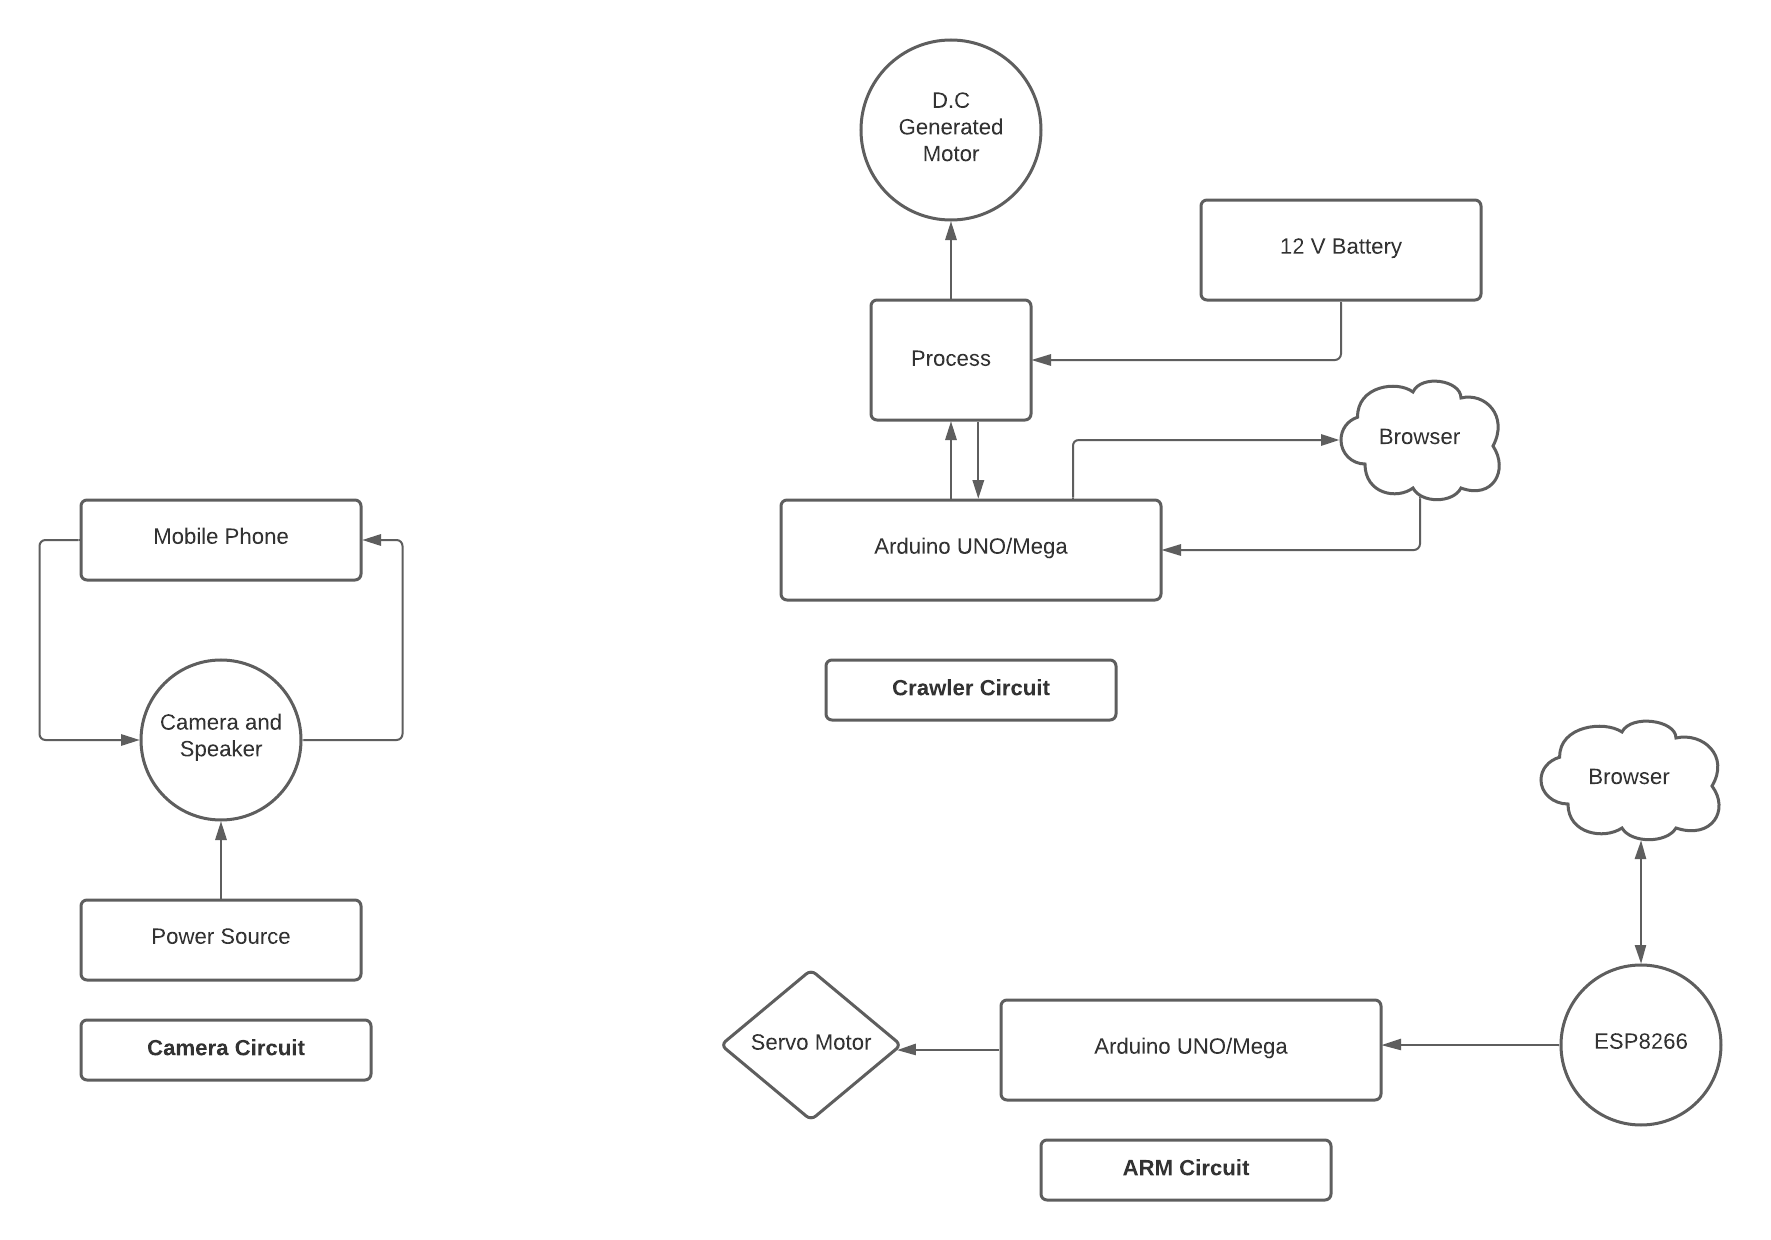 D.C
Generated
Motor
12 V Battery
Process
Browser
Arduino UNO/Mega
Crawler Circuit
Mobile Phone
Camera and
Speaker
Power Source
Camera Circuit
Browser
Servo Motor
Arduino UNO/Mega
ESP8266
ARM Circuit